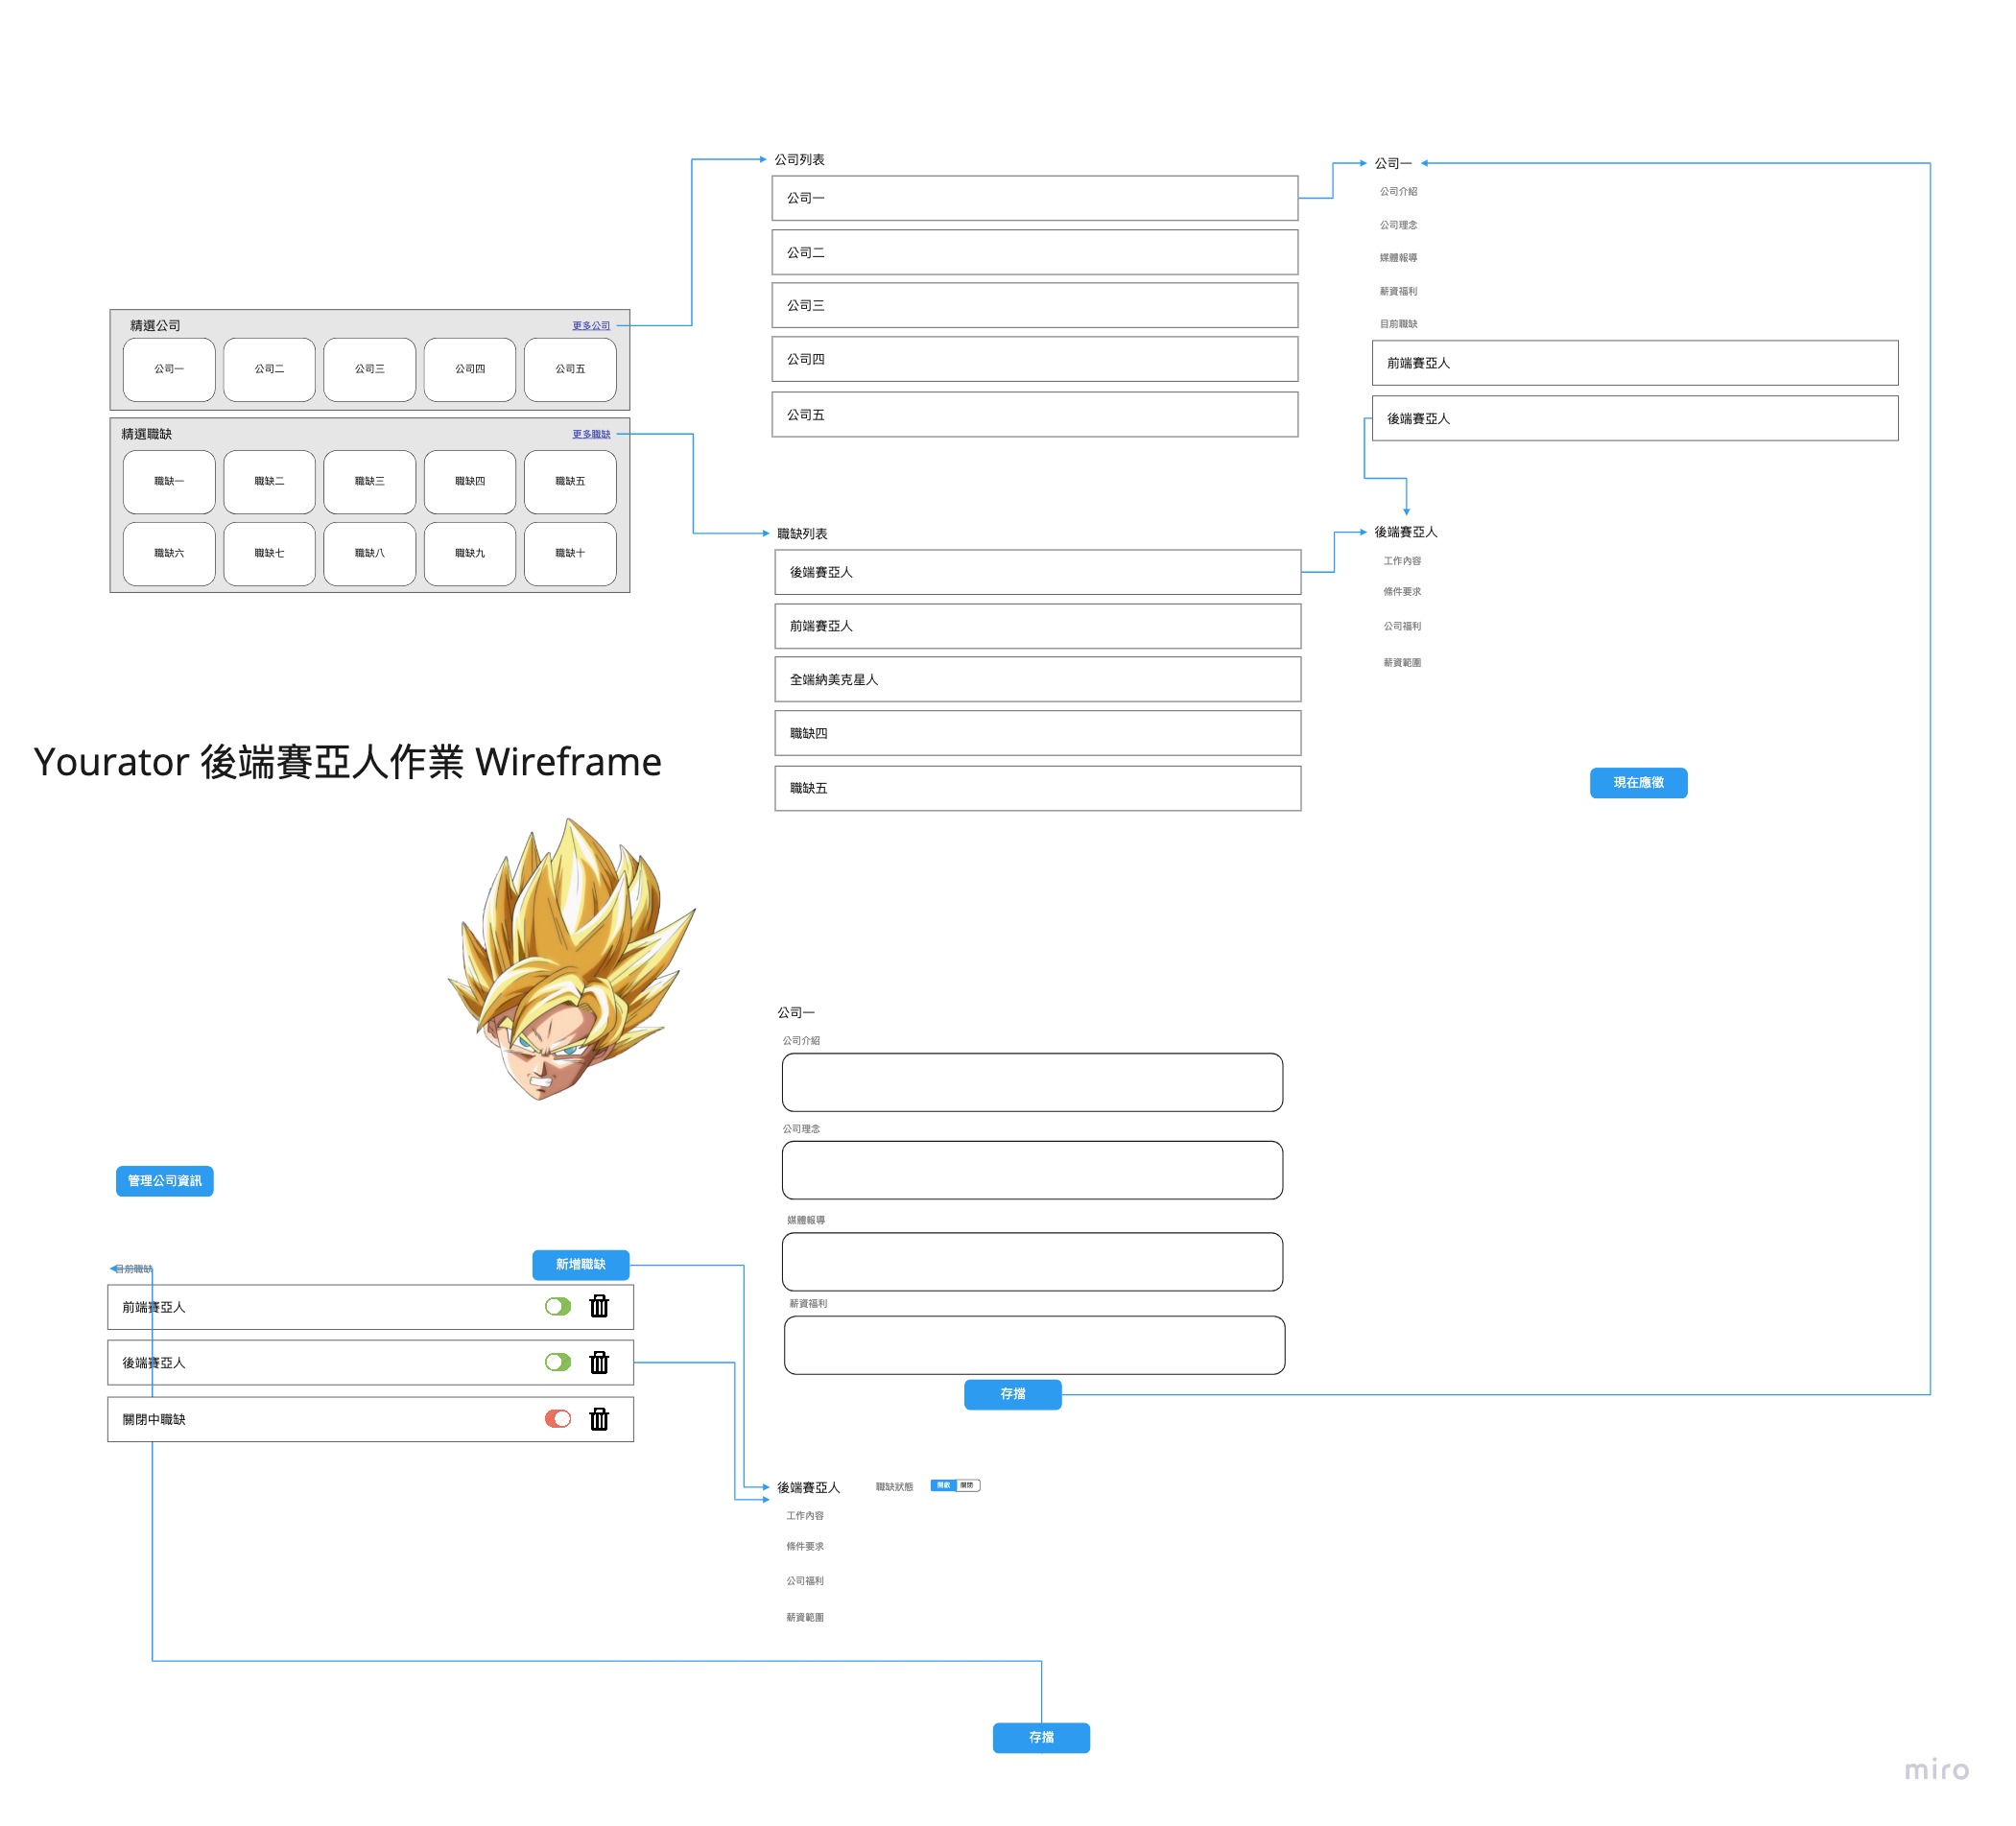 精選公司
更多公司
公司一
公司二
公司三
公司四
公司五
精選職缺
更多職缺
職缺一
職缺二
職缺三
職缺四
職缺五
職缺六
職缺七
職缺八
職缺九
職缺十
公司列表
公司一
公司二
公司三
公司四
公司五
公司一
公司介紹
公司理念
媒體報導
薪資福利
目前職缺
前端賽亞人
後端賽亞人
職缺列表
後端賽亞人
前端賽亞人
全端納美克星人
職缺四
職缺五
後端賽亞人
工作內容
條件要求
公司福利
薪資範圍
現在應徵
Yourator 後端賽亞人作業 Wireframe
管理公司資訊
目前職缺
新增職缺
前端賽亞人
後端賽亞人
關閉中職缺
公司一
公司介紹
公司理念
媒體報導
薪資福利
存擋
後端賽亞人
職缺狀態
開啟
關閉
工作內容
條件要求
公司福利
薪資範圍
存擋
miro